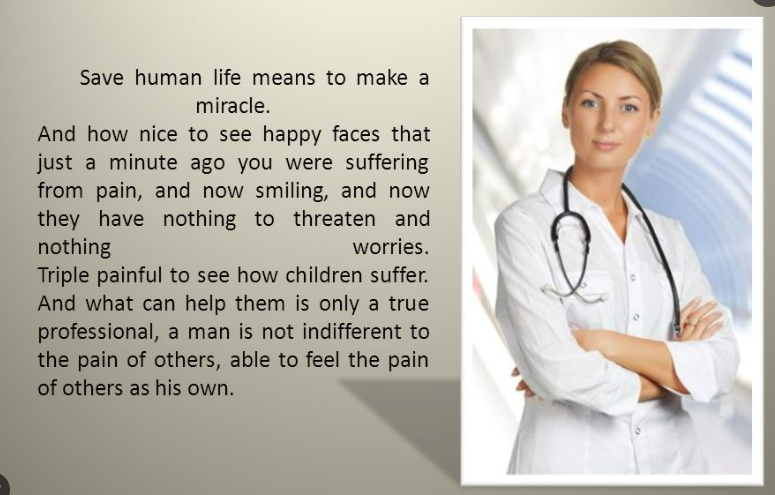 Save human life means to make a
miracle.
And how nice to see happy faces that
just a minute ago you were suffering
from pain, and now smiling, and now
they have nothing to threaten and
nothing worries.
Triple painful to see how children suffer.
And what can help them is only a true
professional, a man is not indifferent to
the pain of others, able to feel the pain
of others as his own.